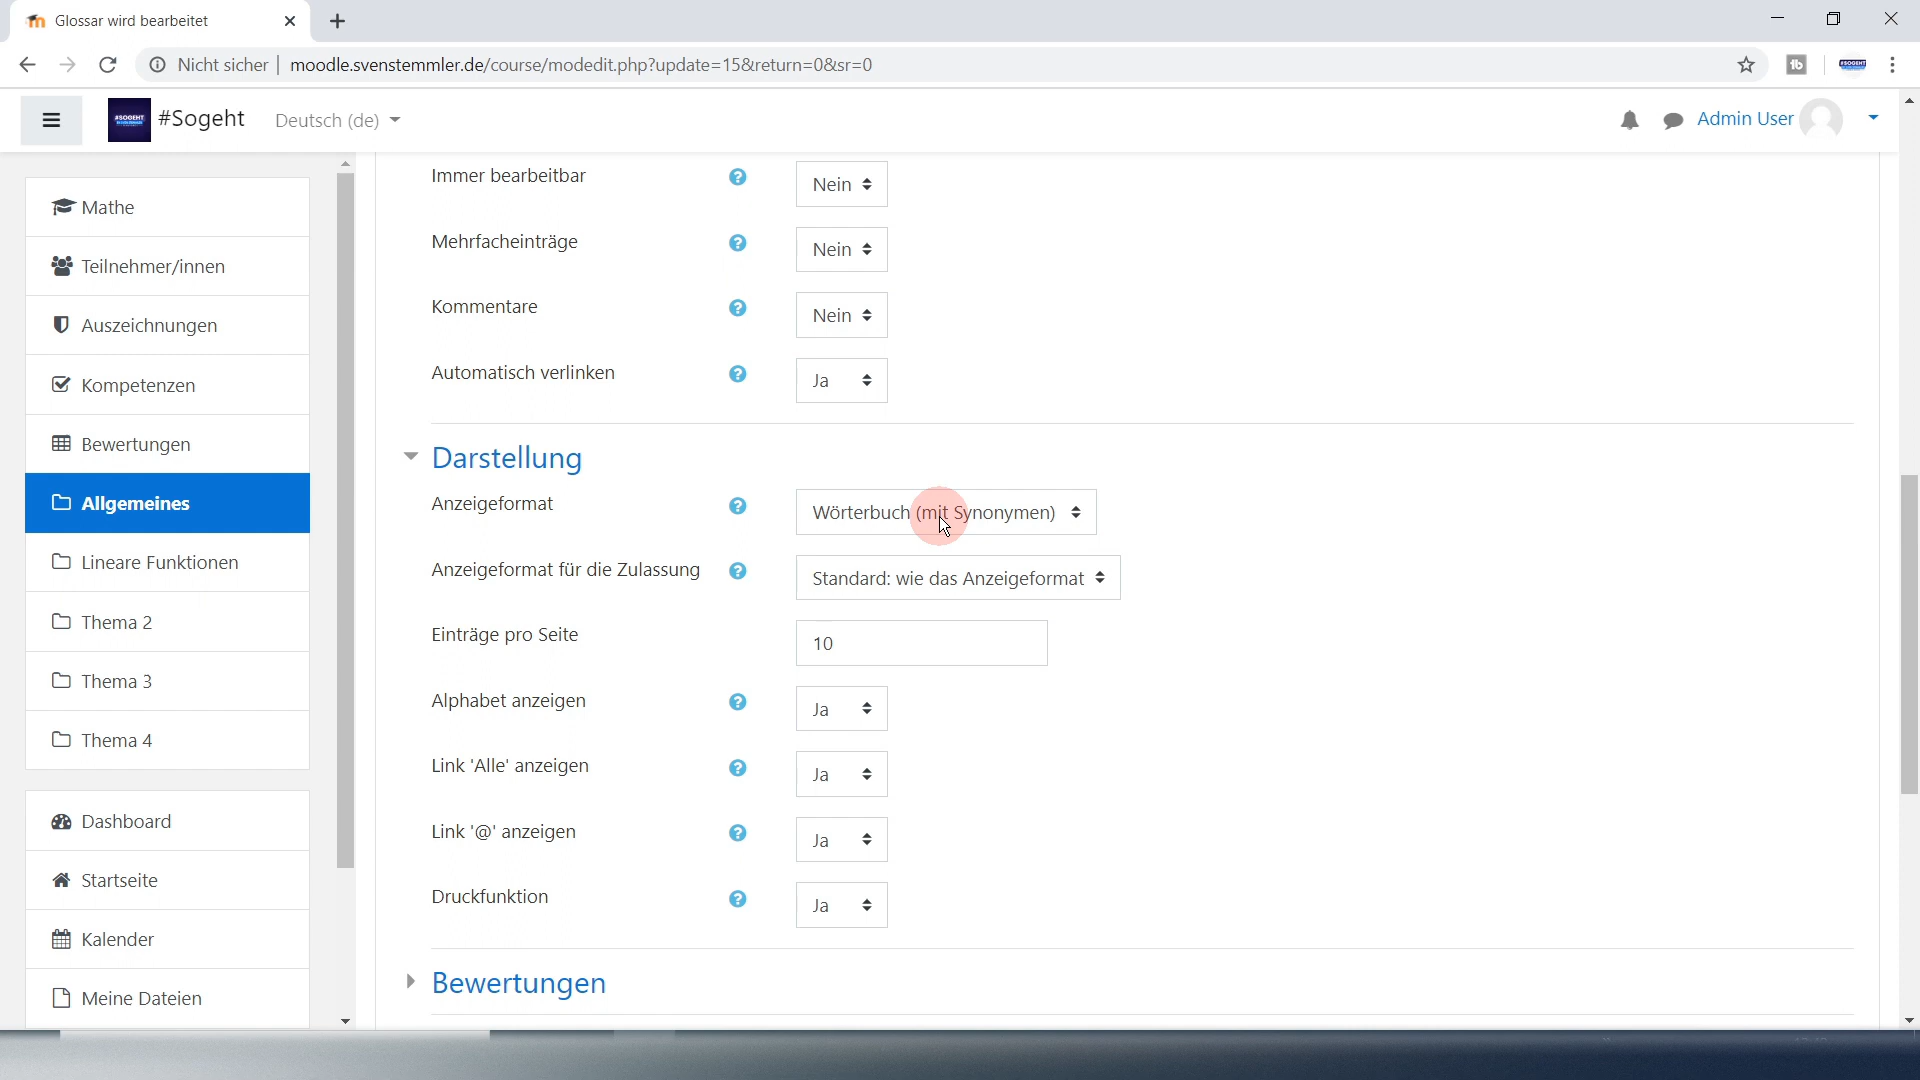 Glossar wird bearbeitet
Nicht sicher | moodle.svenstemmler.de/course/modedit.php?update=15&return=0&sr=0
#SOGEHT
#SOGEHT #Sogeht Deutsch (de) Admin User
Mathe
Teilnehmer/innen
Auszeichnungen
Kompetenzen
Bewertungen
Allgemeines
Lineare Funktionen
Thema 2
Thema 3
Thema 4
Dashboard
Startseite
Kalender
Meine Dateien
Immer bearbeitbar Nein
Mehrfacheinträge Nein
Kommentare Nein
Automatisch verlinken Ja
Darstellung
Anzeigeformat Wörterbuch (mit Synonymen)
Anzeigeformat für die Zulassung Standard: wie das Anzeigeformat
Einträge pro Seite 10
Alphabet anzeigen Ja
Link 'Alle' anzeigen Ja
Link '@' anzeigen Ja
Druckfunktion Ja
Bewertungen